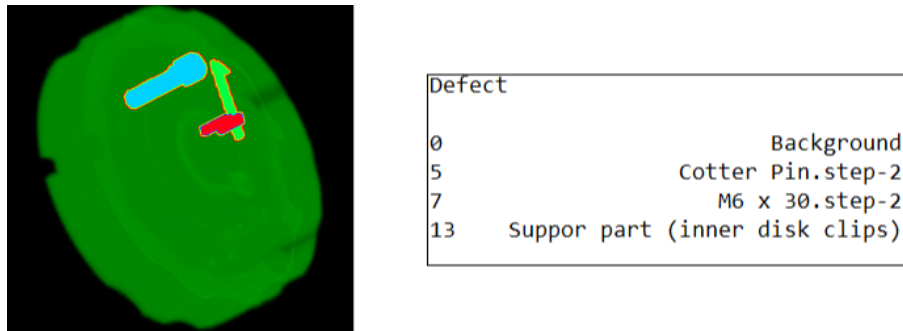 Defect
0 Background
5 Cotter Pin.step-2
7 M6 x 30.step-2
13 Suppor part (inner disk clips)